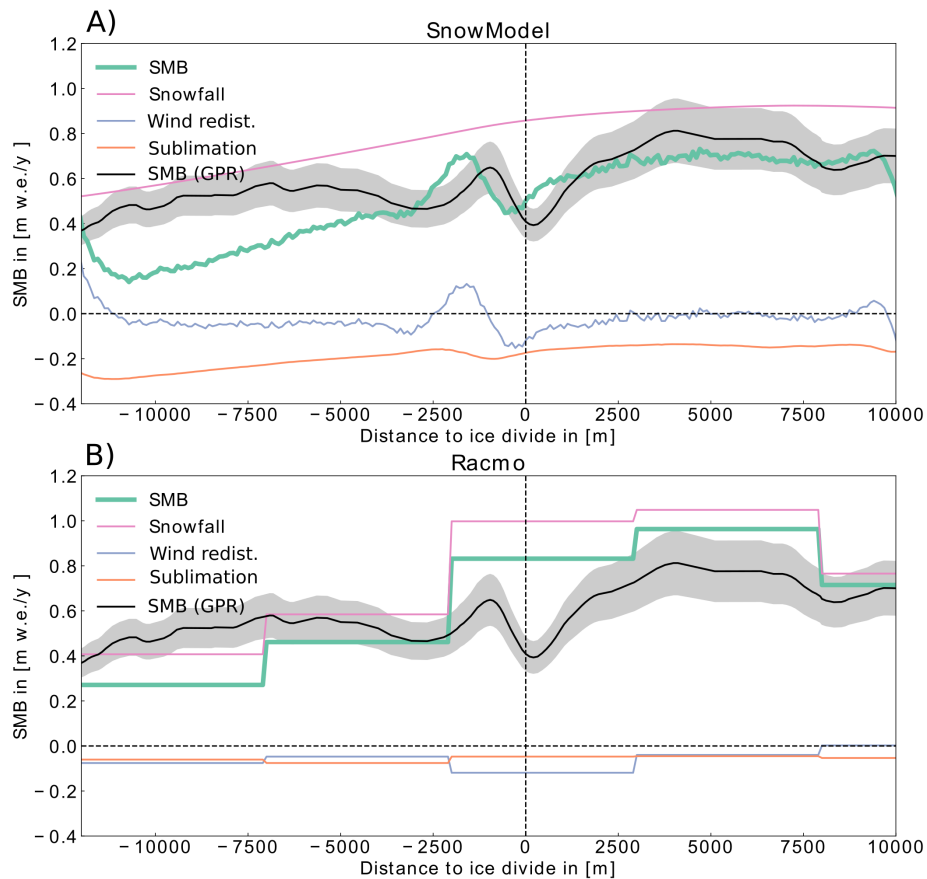 A)
SnowModel
SMB in [m w.e./y ]
1.2
1.0
0.8
0.6
0.4
0.2
0.0
−0.2
−0.4
SMB
Snowfall
Wind redist.
Sublimation
SMB (GPR)
−10000 −7500 −5000 −2500 0 2500 5000 7500 10000
Distance to ice divide in [m]
B)
Racmo
SMB in [m w.e./y ]
1.2
1.0
0.8
0.6
0.4
0.2
0.0
−0.2
−0.4
SMB
Snowfall
Wind redist.
Sublimation
SMB (GPR)
−10000 −7500 −5000 −2500 0 2500 5000 7500 10000
Distance to ice divide in [m]